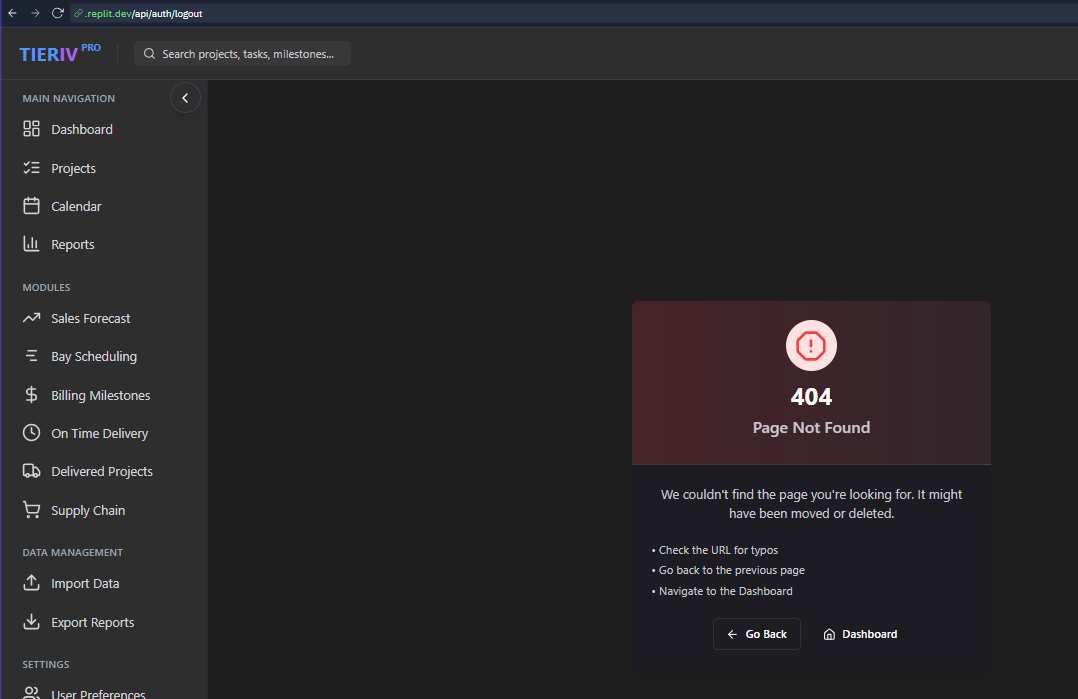 .replit.dev/api/auth/logout
TIERIV PRO
Search projects, tasks, milestones...
MAIN NAVIGATION
Dashboard
Projects
Calendar
Reports
MODULES
Sales Forecast
Bay Scheduling
Billing Milestones
On Time Delivery
Delivered Projects
Supply Chain
DATA MANAGEMENT
Import Data
Export Reports
SETTINGS
User Preferences
404
Page Not Found
We couldn't find the page you're looking for. It might
have been moved or deleted.
• Check the URL for typos
• Go back to the previous page
• Navigate to the Dashboard
Go Back
Dashboard